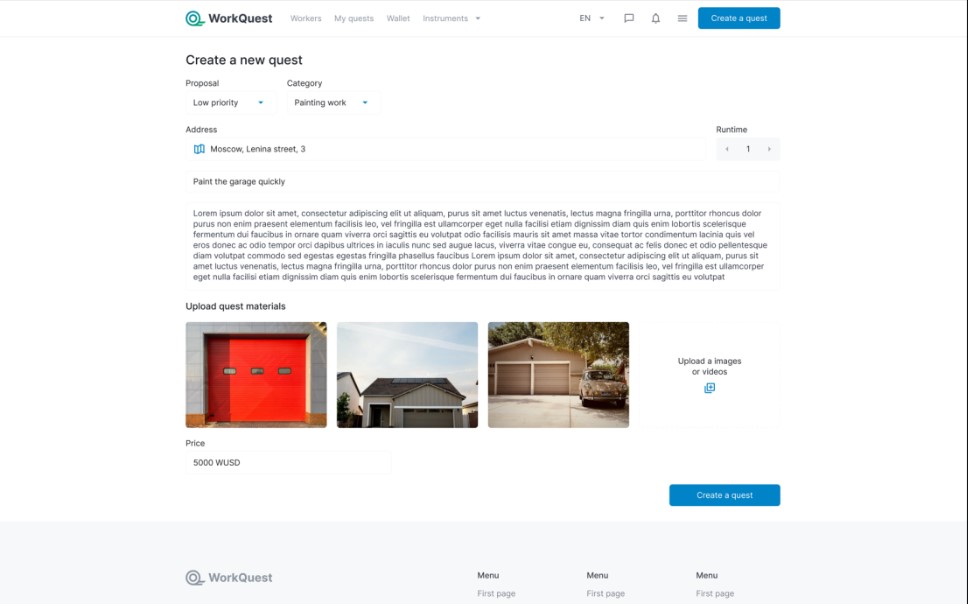 WorkQuest
Workers
My quests
Wallet
Instruments
EN
Create a quest
Create a new quest
Proposal
Category
Low priority
Painting work
Address
Runtime
Moscow, Lenina street, 3
1
Paint the garage quickly
Lorem ipsum dolor sit amet, consectetur adipiscing elit ut aliquam, purus sit amet luctus venenatis, lectus magna fringilla urna, porttitor rhoncus dolor
purus non enim praesent elementum facilisis leo, vel fringilla est ullamcorper eget nulla facilisi etiam dignissim diam quis enim lobortis scelerisque
fermentum dui faucibus in ornare quam viverra orci sagittis eu volutpat odio facilisis mauris sit amet massa vitae tortor condimentum lacinia quis vel
eros donec ac odio tempor orci dapibus ultrices in iaculis nunc sed augue lacus, viverra vitae congue eu, consequat ac felis donec et odio pellentesque
diam volutpat commodo sed egestas egestas fringilla phasellus faucibus Lorem ipsum dolor sit amet, consectetur adipiscing elit ut aliquam, purus sit
amet luctus venenatis, lectus magna fringilla urna, porttitor rhoncus dolor purus non enim praesent elementum facilisis leo, vel fringilla est ullamcorper
eget nulla facilisi etiam dignissim diam quis enim lobortis scelerisque fermentum dui faucibus in ornare quam viverra orci sagittis eu volutpat
Upload quest materials
Upload a images
or videos
Price
5000 WUSD
Create a quest
WorkQuest
Menu
Menu
Menu
First page
First page
First page